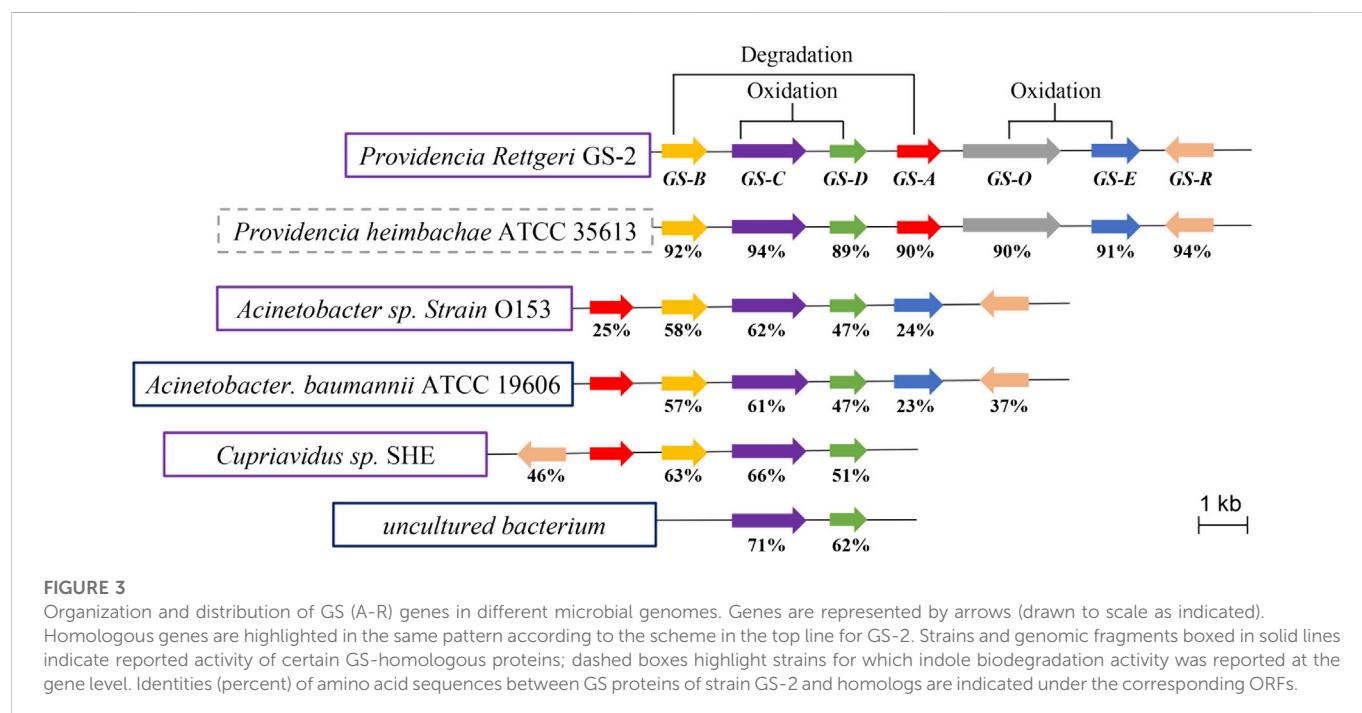 Degradation
Oxidation Oxidation
Providencia Rettgeri GS-2
GS-B GS-C GS-D GS-A GS-O GS-E GS-R
Providencia heimbachae ATCC 35613
92% 94% 89% 90% 90% 91% 94%
Acinetobacter sp. Strain O153
25% 58% 62% 47% 24%
Acinetobacter. baumannii ATCC 19606
57% 61% 47% 23% 37%
Cupriavidus sp. SHE
46% 63% 66% 51%
uncultured bacterium
71% 62%
1 kb
FIGURE 3
Organization and distribution of GS (A-R) genes in different microbial genomes. Genes are represented by arrows (drawn to scale as indicated).
Homologous genes are highlighted in the same pattern according to the scheme in the top line for GS-2. Strains and genomic fragments boxed in solid lines
indicate reported activity of certain GS-homologous proteins; dashed boxes highlight strains for which indole biodegradation activity was reported at the
gene level. Identities (percent) of amino acid sequences between GS proteins of strain GS-2 and homologs are indicated under the corresponding ORFs.